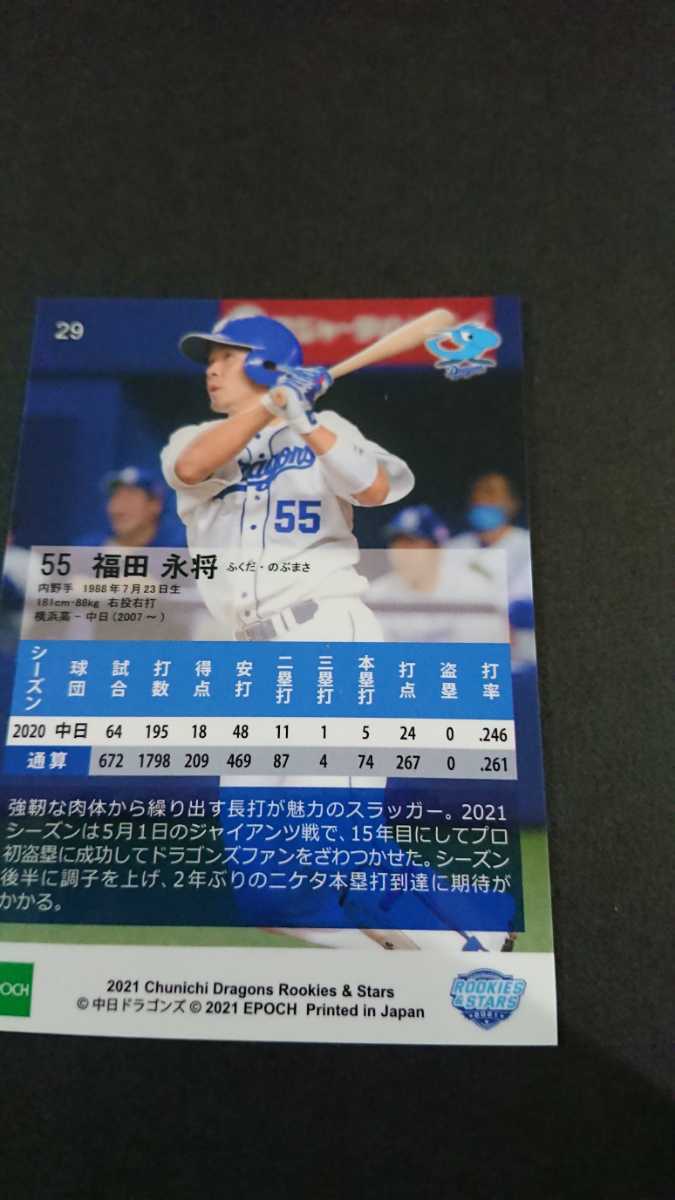 29
Dragons
Dragons
55
55 福田 永将 ふくだ・のぶまさ
内野手 1988年7月23日生
181cm・88kg 右投右打
横浜高－中日(2007～)
シーズン 球団 試合 打数 得点 安打 二塁打 三塁打 本塁打 打点 盗塁 打率
2020 中日 64 195 18 48 11 1 5 24 0 .246
通算 672 1798 209 469 87 4 74 267 0 .261
強靭な肉体から繰り出す長打が魅力のスラッガー。2021
シーズンは5月1日のジャイアンツ戦で、15年目にしてプロ
初盗塁に成功してドラゴンズファンをざわつかせた。シーズン
後半に調子を上げ、2年ぶりの二ケタ本塁打到達に期待が
かかる。
POCH
2021 Chunichi Dragons Rookies & Stars
© 中日ドラゴンズ © 2021 EPOCH Printed in Japan
ROOKIES
& STARS
2021